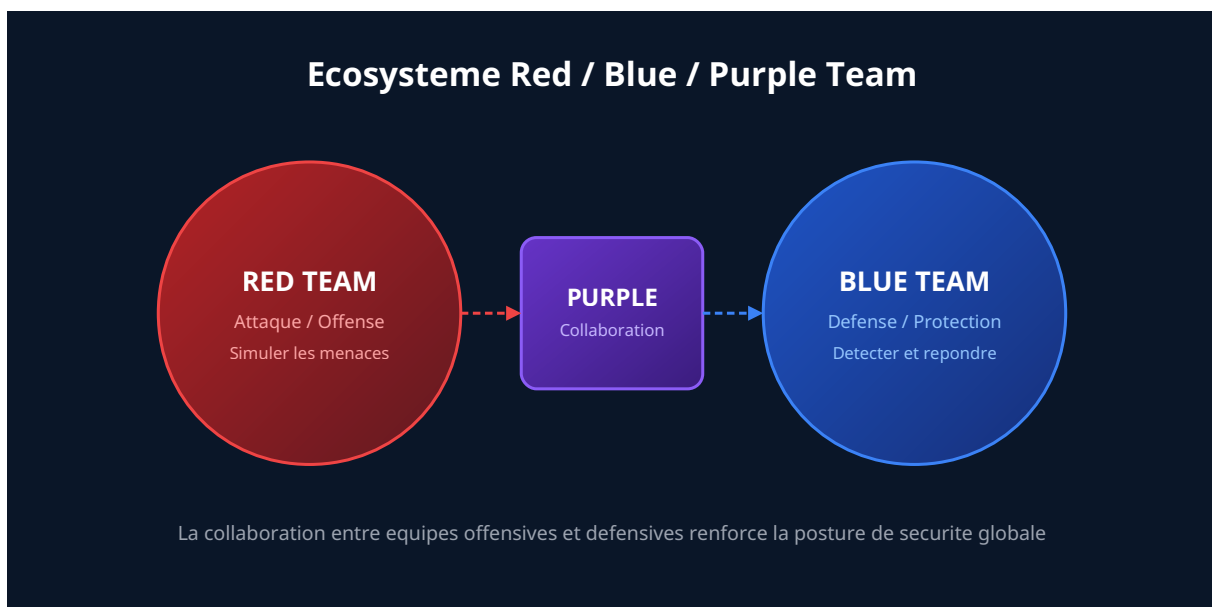 Ecosysteme Red / Blue / Purple Team
RED TEAM
Attaque / Offense
Simuler les menaces
PURPLE
Collaboration
BLUE TEAM
Defense / Protection
Detecter et repondre
La collaboration entre equipes offensives et defensives renforce la posture de securite globale